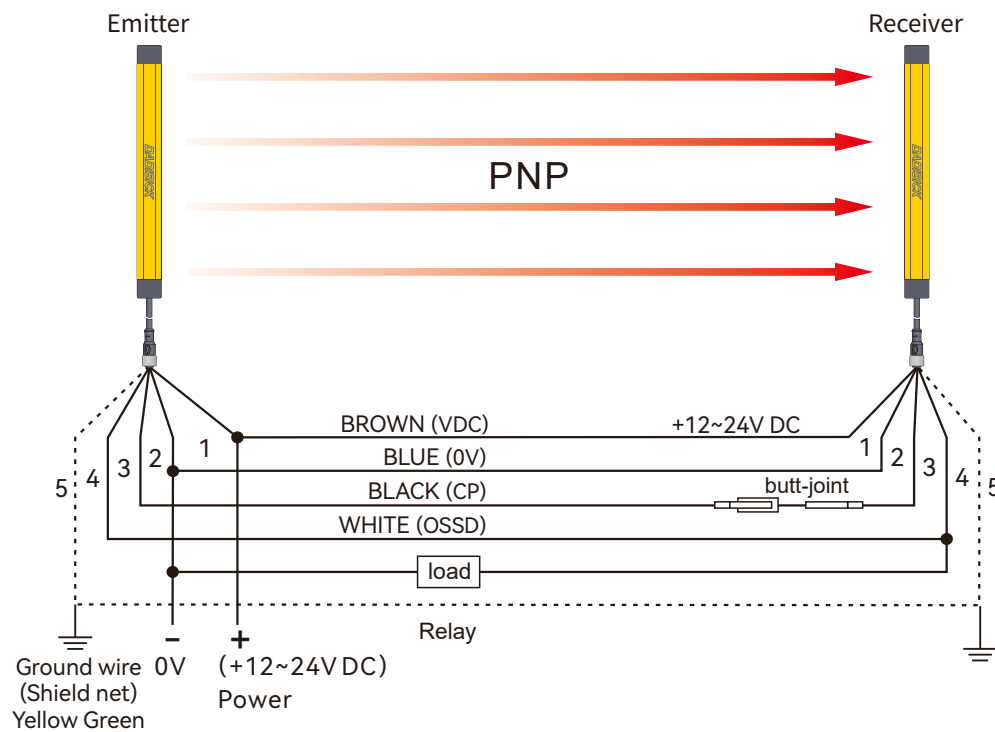 Emitter
Receiver
DADISICK
DADISICK
PNP
BROWN (VDC)
+12~24V DC
BLUE (0V)
BLACK (CP)
butt-joint
WHITE (OSSD)
load
Relay
5
4
3
2
1
1
2
3
4
5
-
+
Ground wire
(Shield net)
Yellow Green
0V
(+12~24V DC)
Power